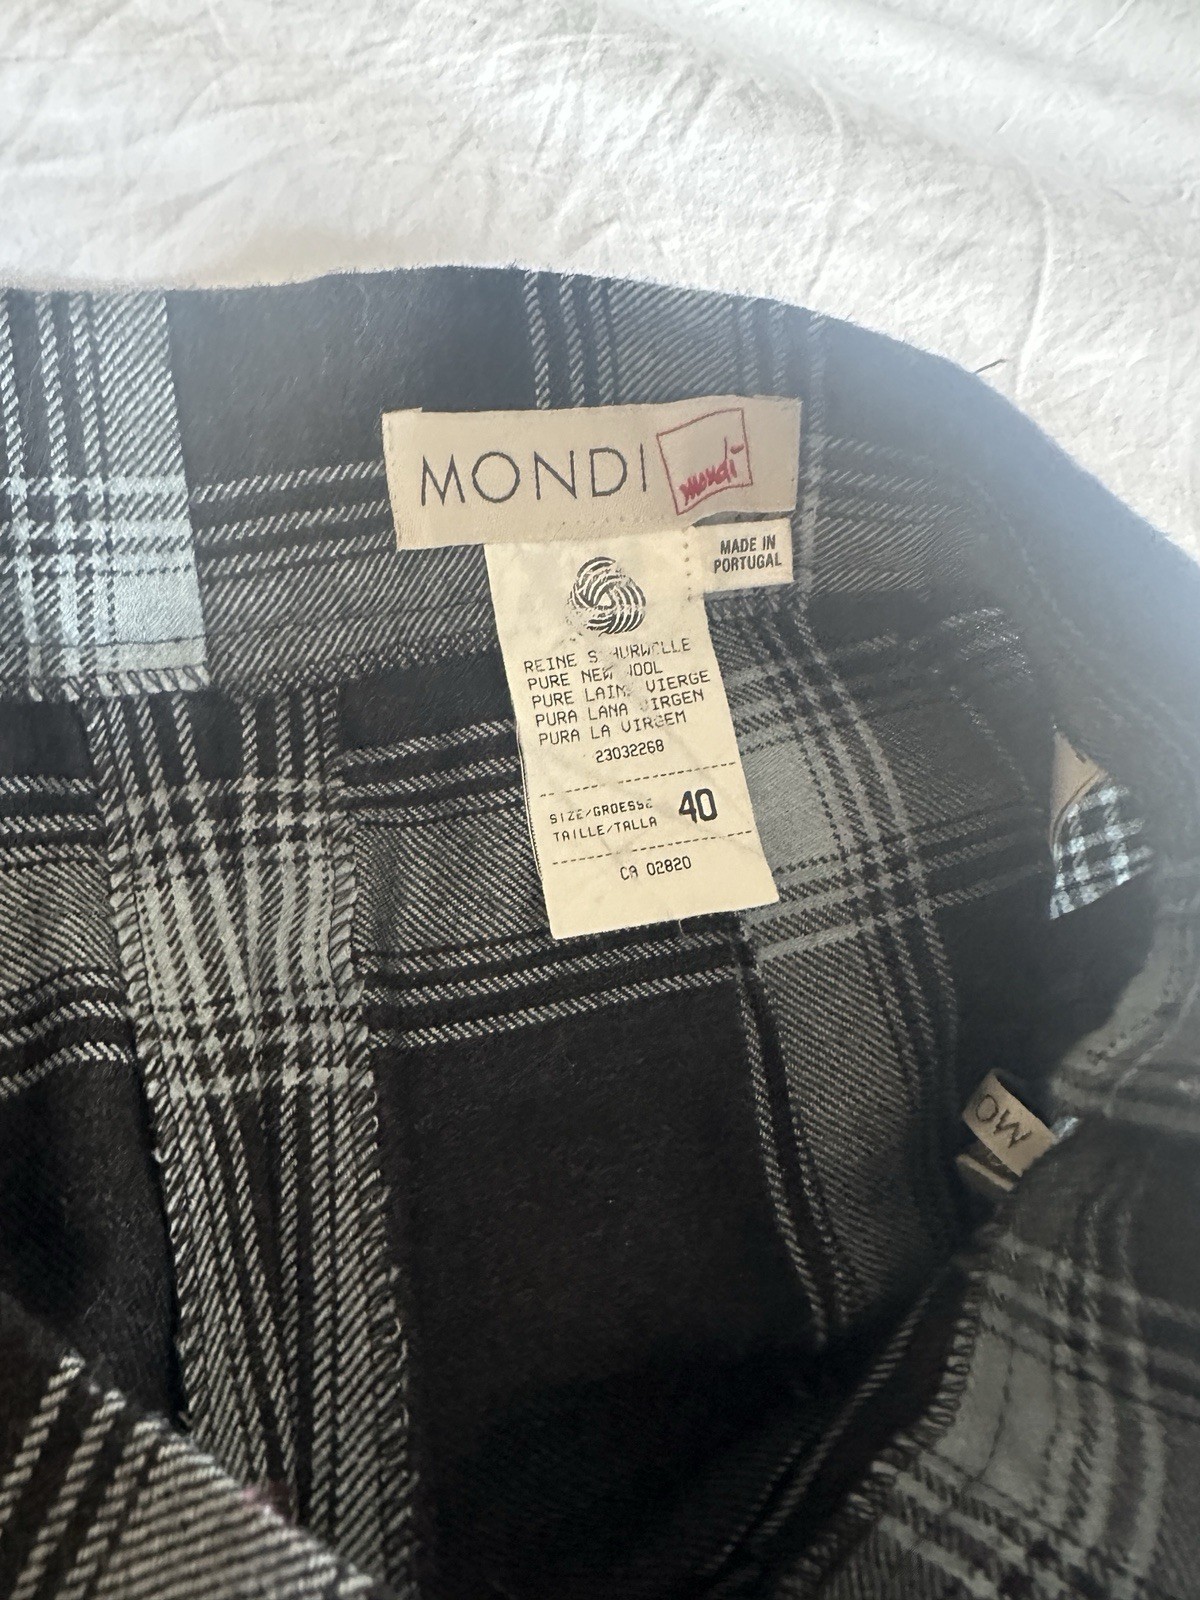 MONDI mondi
MADE IN
PORTUGAL
REINE SCHURWOLLE
PURE NEW WOOL
PURE LAINE VIERGE
PURA LANA VIRGEN
PURA LA VIRGEM
23032268
SIZE/GROESSE
TAILLE/TALLA
40
CA 02820
MO